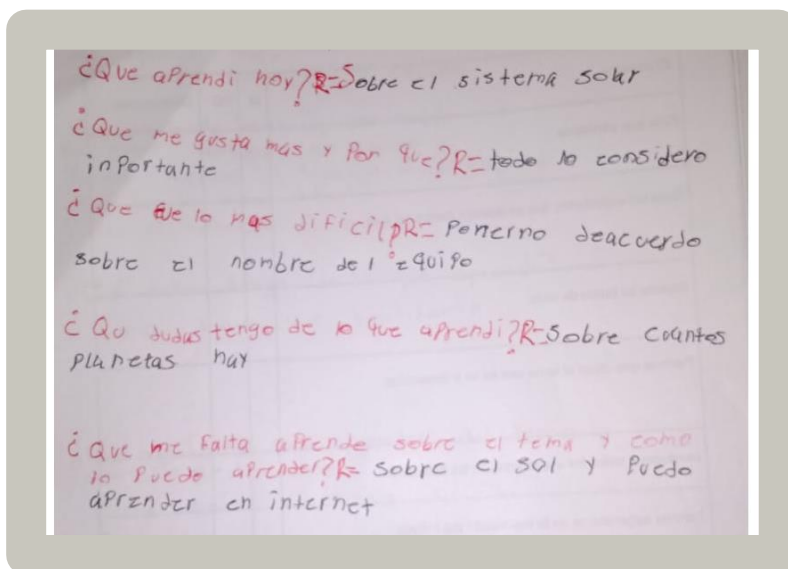 ¿Que aPrendi hoy? R= Sobre el sistema solar
¿Que me gusta mas y Por que? R= todo lo considero
inPortante
¿Que fue lo mas dificil? R= Ponerno deacuerdo
sobre el nonbre del equipo
¿Qu dudas tengo de lo que aprendi? R= Sobre cuantos
Planetas hay
¿Que me falta aPrende sobre el tema y como
lo Puedo aprender? R= Sobre el sol y Puedo
aprender en internet